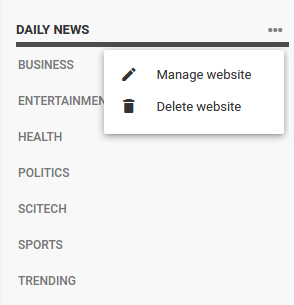 DAILY NEWS
BUSINESS
Manage website
ENTERTAINMEN
Delete website
HEALTH
POLITICS
SCITECH
SPORTS
TRENDING